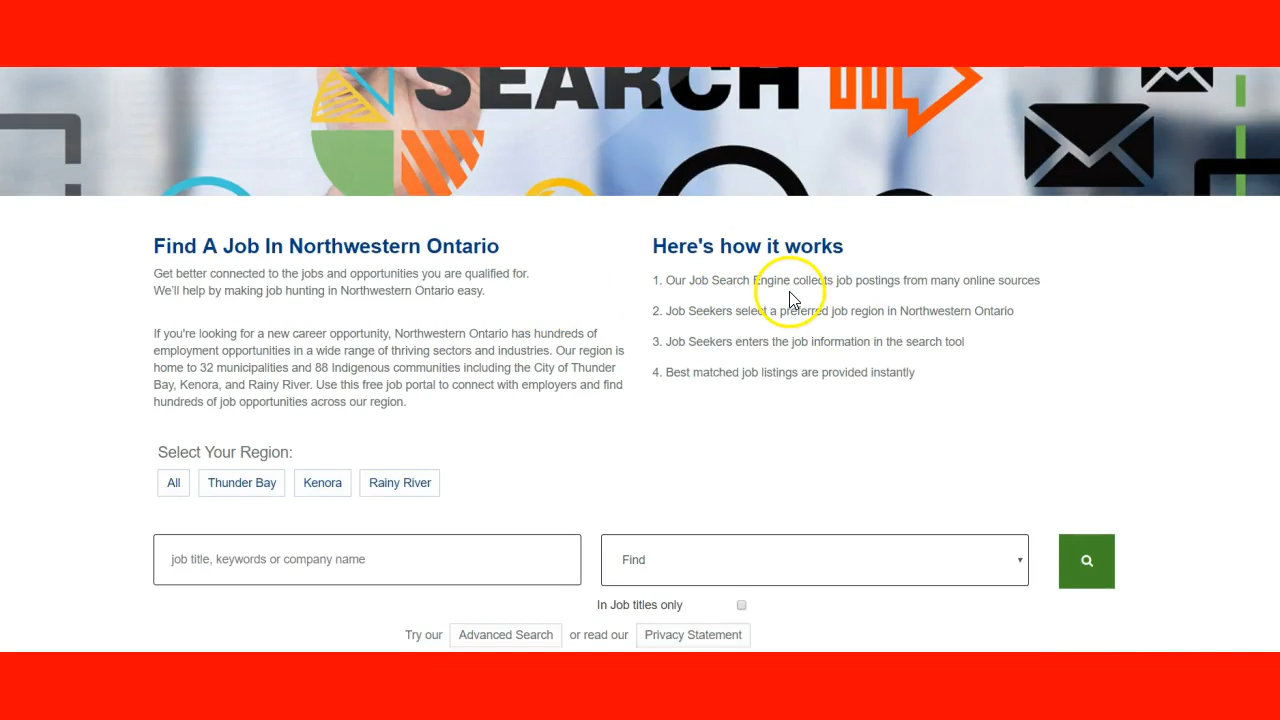 SEARCH
Find A Job In Northwestern Ontario
Get better connected to the jobs and opportunities you are qualified for.
We'll help by making job hunting in Northwestern Ontario easy.
If you're looking for a new career opportunity, Northwestern Ontario has hundreds of
employment opportunities in a wide range of thriving sectors and industries. Our region is
home to 32 municipalities and 88 Indigenous communities including the City of Thunder
Bay, Kenora, and Rainy River. Use this free job portal to connect with employers and find
hundreds of job opportunities across our region.
Here's how it works
1. Our Job Search Engine collects job postings from many online sources
2. Job Seekers select a preferred job region in Northwestern Ontario
3. Job Seekers enters the job information in the search tool
4. Best matched job listings are provided instantly
Select Your Region:
All Thunder Bay Kenora Rainy River
job title, keywords or company name Find
In Job titles only
Try our Advanced Search or read our Privacy Statement